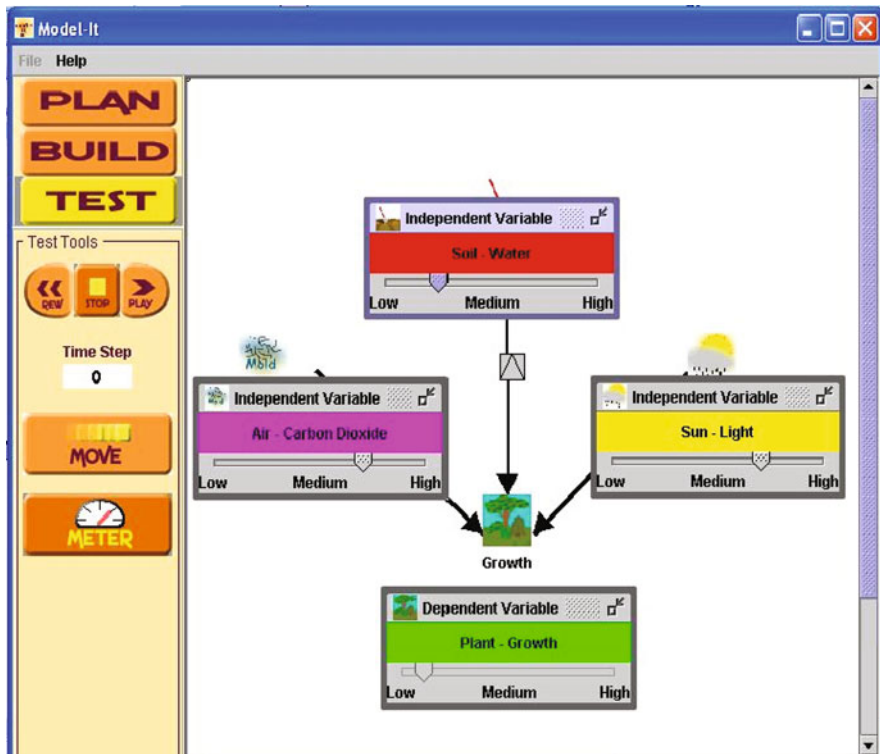 Model-It
File Help
PLAN
BUILD
TEST
Test Tools
REW STOP PLAY
Time Step
0
MOVE
METER
Independent Variable
Soil - Water
Low Medium High
Mold
Independent Variable
Air - Carbon Dioxide
Low Medium High
Independent Variable
Sun - Light
Low Medium High
Growth
Dependent Variable
Plant - Growth
Low Medium High